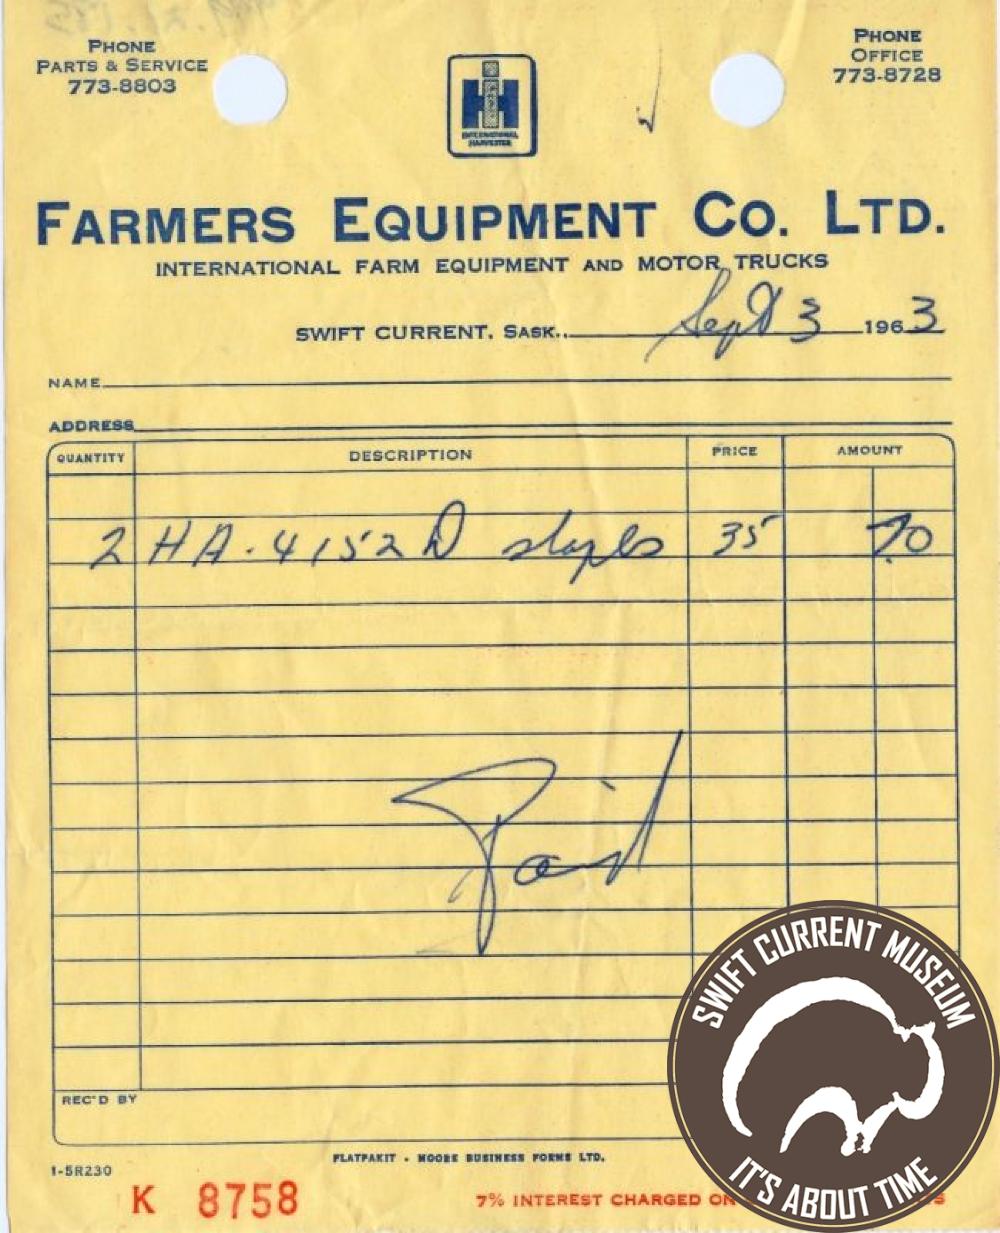 PHONE
PARTS & SERVICE
773-8803
PHONE
OFFICE
773-8728
IH
INTERNATIONAL
HARVESTER
FARMERS EQUIPMENT CO. LTD.
INTERNATIONAL FARM EQUIPMENT AND MOTOR TRUCKS
SWIFT CURRENT, SASK.. Sept 3 1963
NAME
ADDRESS
QUANTITY DESCRIPTION PRICE AMOUNT
2 HA-4152 D staples 35 .70
Paid
REC'D BY
1-5R230
FLATPAKIT - MOORE BUSINESS FORMS LTD.
K 8758
7% INTEREST CHARGED ON
SWIFT CURRENT MUSEUM
IT'S ABOUT TIME